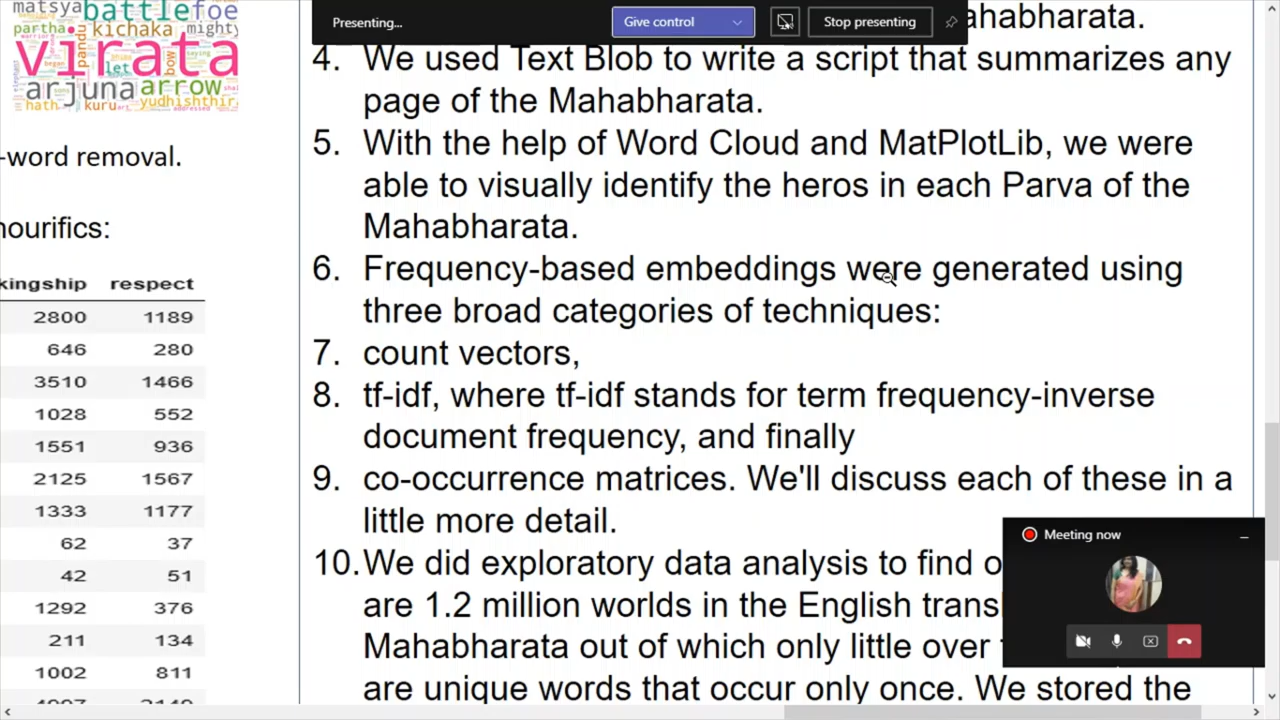 Presenting...
Give control
Stop presenting
matsya
battlefoe
partha
kichaka
mighty
pandu
virata
let
bow
arjuna
arrow
hath
kuru
yudhishthir
addressed
-word removal.
nourifics:
kingship respect
2800 1189
646 280
3510 1466
1028 552
1551 936
2125 1567
1333 1177
62 37
42 51
1292 376
211 134
1002 811
ahabharata.
4. We used Text Blob to write a script that summarizes any
page of the Mahabharata.
5. With the help of Word Cloud and MatPlotLib, we were
able to visually identify the heros in each Parva of the
Mahabharata.
6. Frequency-based embeddings were generated using
three broad categories of techniques:
7. count vectors,
8. tf-idf, where tf-idf stands for term frequency-inverse
document frequency, and finally
9. co-occurrence matrices. We'll discuss each of these in a
little more detail.
10. We did exploratory data analysis to find o
are 1.2 million worlds in the English transl
Mahabharata out of which only little over
are unique words that occur only once. We stored the
Meeting now